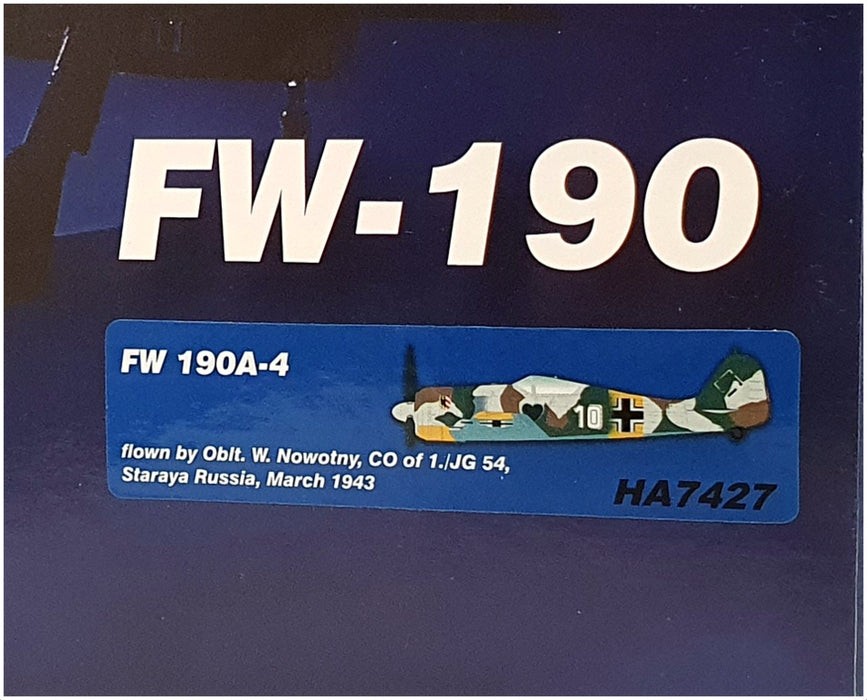 FW-190
FW 190A-4
10
flown by Oblt. W. Nowotny, CO of 1./JG 54,
Staraya Russia, March 1943
HA7427